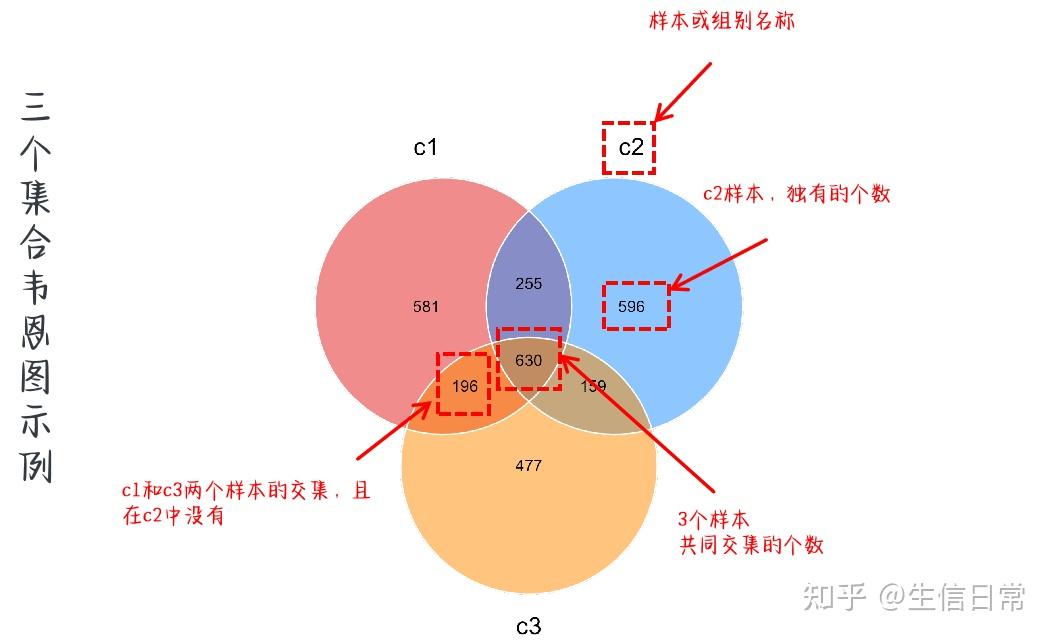 样本或组别名称
三个集合韦恩图示例
c1
c2
c2样本，独有的个数
255
581
596
630
196
159
477
c1和c3两个样本的交集，且
在c2中没有
3个样本
共同交集的个数
知乎 @生信日常
c3